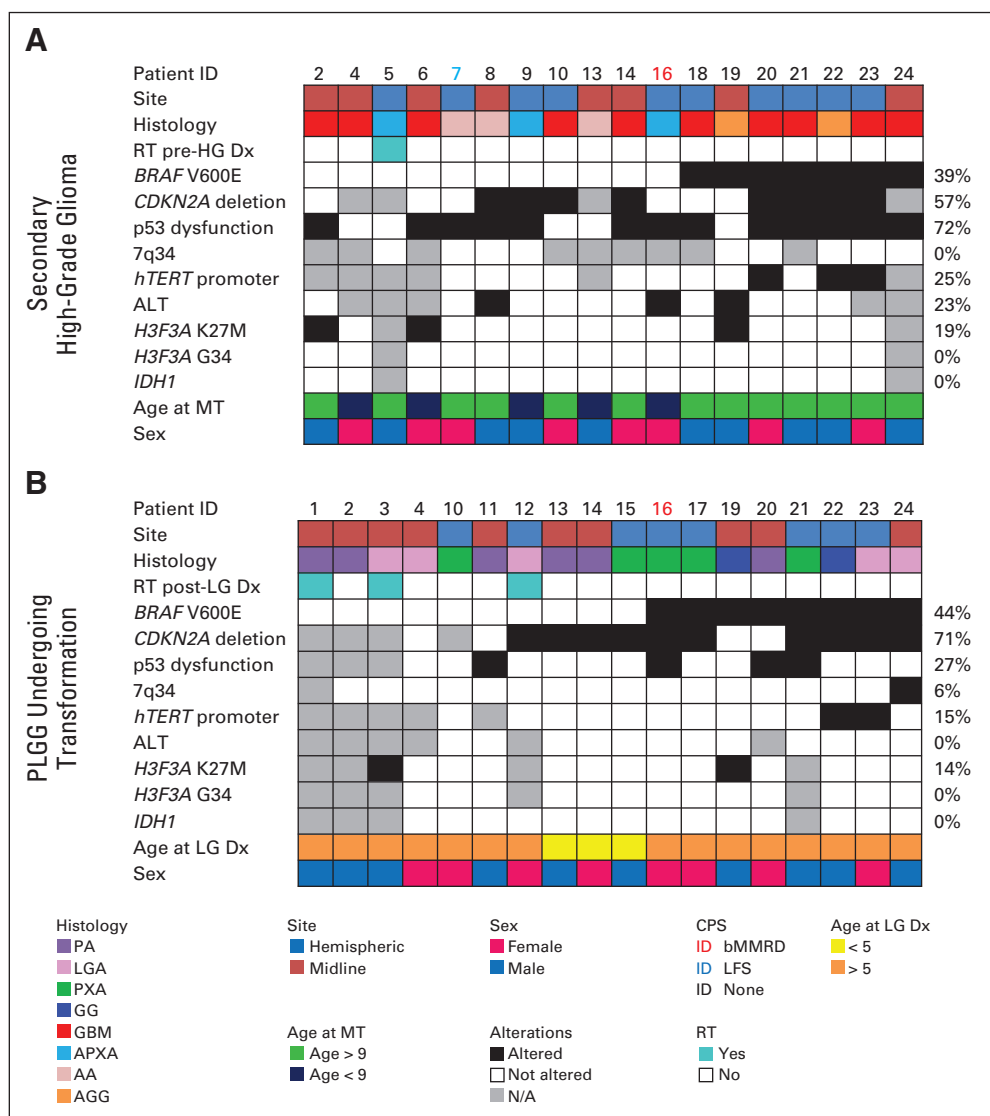 A
Patient ID 2 4 5 6 7 8 9 10 13 14 16 18 19 20 21 22 23 24
Site
Histology
RT pre-HG Dx
BRAF V600E 39%
CDKN2A deletion 57%
p53 dysfunction 72%
7q34 0%
hTERT promoter 25%
ALT 23%
H3F3A K27M 19%
H3F3A G34 0%
IDH1 0%
Age at MT
Sex
Secondary
High-Grade Glioma
B
Patient ID 1 2 3 4 10 11 12 13 14 15 16 17 19 20 21 22 23 24
Site
Histology
RT post-LG Dx
BRAF V600E 44%
CDKN2A deletion 71%
p53 dysfunction 27%
7q34 6%
hTERT promoter 15%
ALT 0%
H3F3A K27M 14%
H3F3A G34 0%
IDH1 0%
Age at LG Dx
Sex
PLGG Undergoing
Transformation
Histology
PA
LGA
PXA
GG
GBM
APXA
AA
AGG
Site
Hemispheric
Midline
Age at MT
Age > 9
Age < 9
Sex
Female
Male
Alterations
Altered
Not altered
N/A
CPS
ID bMMRD
ID LFS
ID None
RT
Yes
No
Age at LG Dx
< 5
> 5